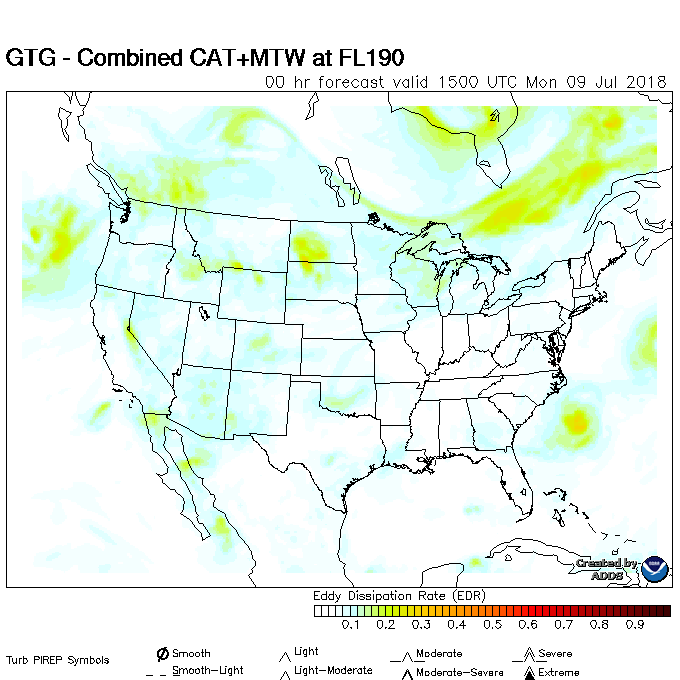 GTG - Combined CAT+MTW at FL190
00 hr forecast valid 1500 UTC Mon 09 Jul 2018
Created by
ADDS
Eddy Dissipation Rate (EDR)
0.1 0.2 0.3 0.4 0.5 0.6 0.7 0.8 0.9
Turb PIREP Symbols
Smooth Light Moderate Severe
Smooth-Light Light-Moderate Moderate-Severe Extreme